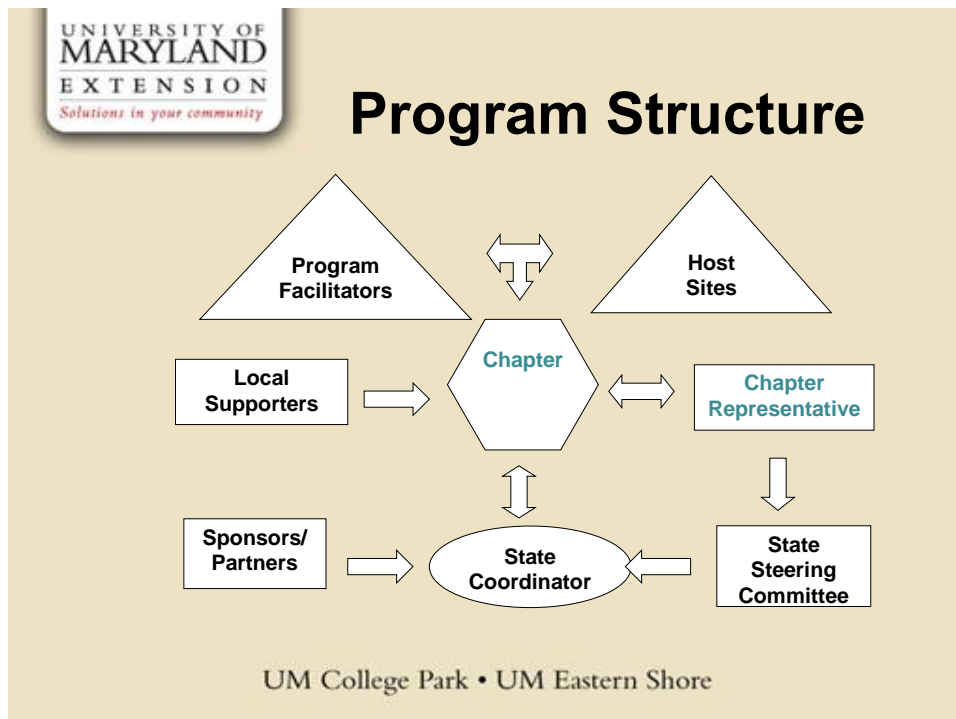 UNIVERSITY OF
MARYLAND
EXTENSION
Solutions in your community
Program Structure
Program
Facilitators
Host
Sites
Chapter
Local
Supporters
Chapter
Representative
Sponsors/
Partners
State
Coordinator
State
Steering
Committee
UM College Park • UM Eastern Shore